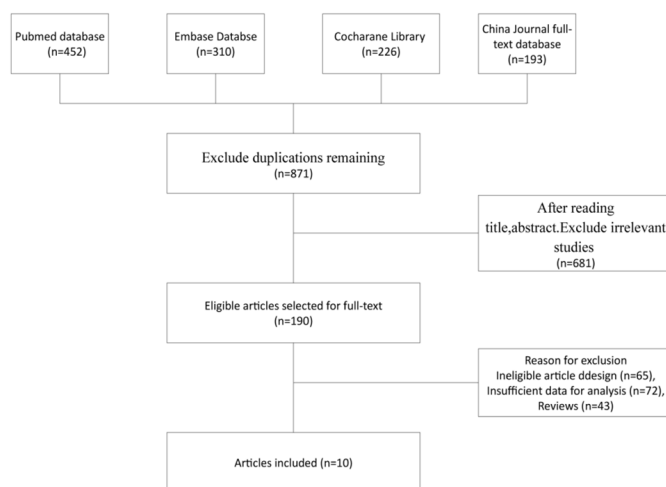 Pubmed database
(n=452)
Embase Databse
(n=310)
Cocharane Library
(n=226)
China Journal full-
text database
(n=193)
Exclude duplications remaining
(n=871)
After reading
title,abstract.Exclude irrelevant
studies
(n=681)
Eligible articles selected for full-text
(n=190)
Reason for exclusion
Ineligible article ddesign (n=65),
Insufficient data for analysis (n=72),
Reviews (n=43)
Articles included (n=10)